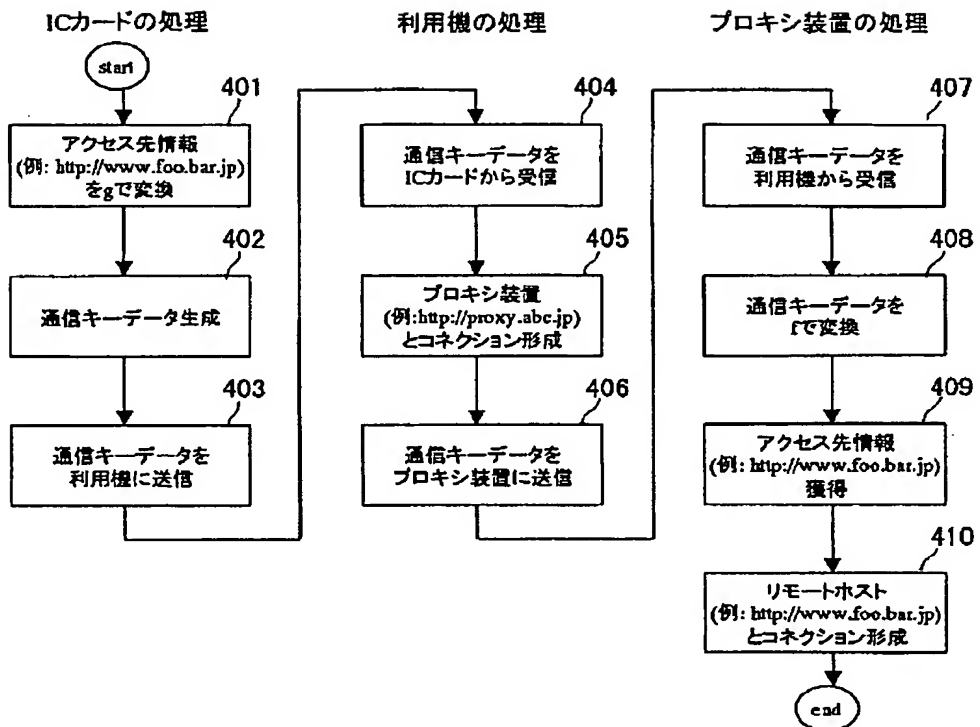 ICカードの処理
start
401
アクセス先情報
(例: http://www.foo.bar.jp)
をgで変換
402
通信キーデータ生成
403
通信キーデータを
利用機に送信
利用機の処理
404
通信キーデータを
ICカードから受信
405
プロキシ装置
(例:http://proxy.abc.jp)
とコネクション形成
406
通信キーデータを
プロキシ装置に送信
プロキシ装置の処理
407
通信キーデータを
利用機から受信
408
通信キーデータを
fで変換
409
アクセス先情報
(例: http://www.foo.bar.jp)
獲得
410
リモートホスト
(例: http://www.foo.bar.jp)
とコネクション形成
end